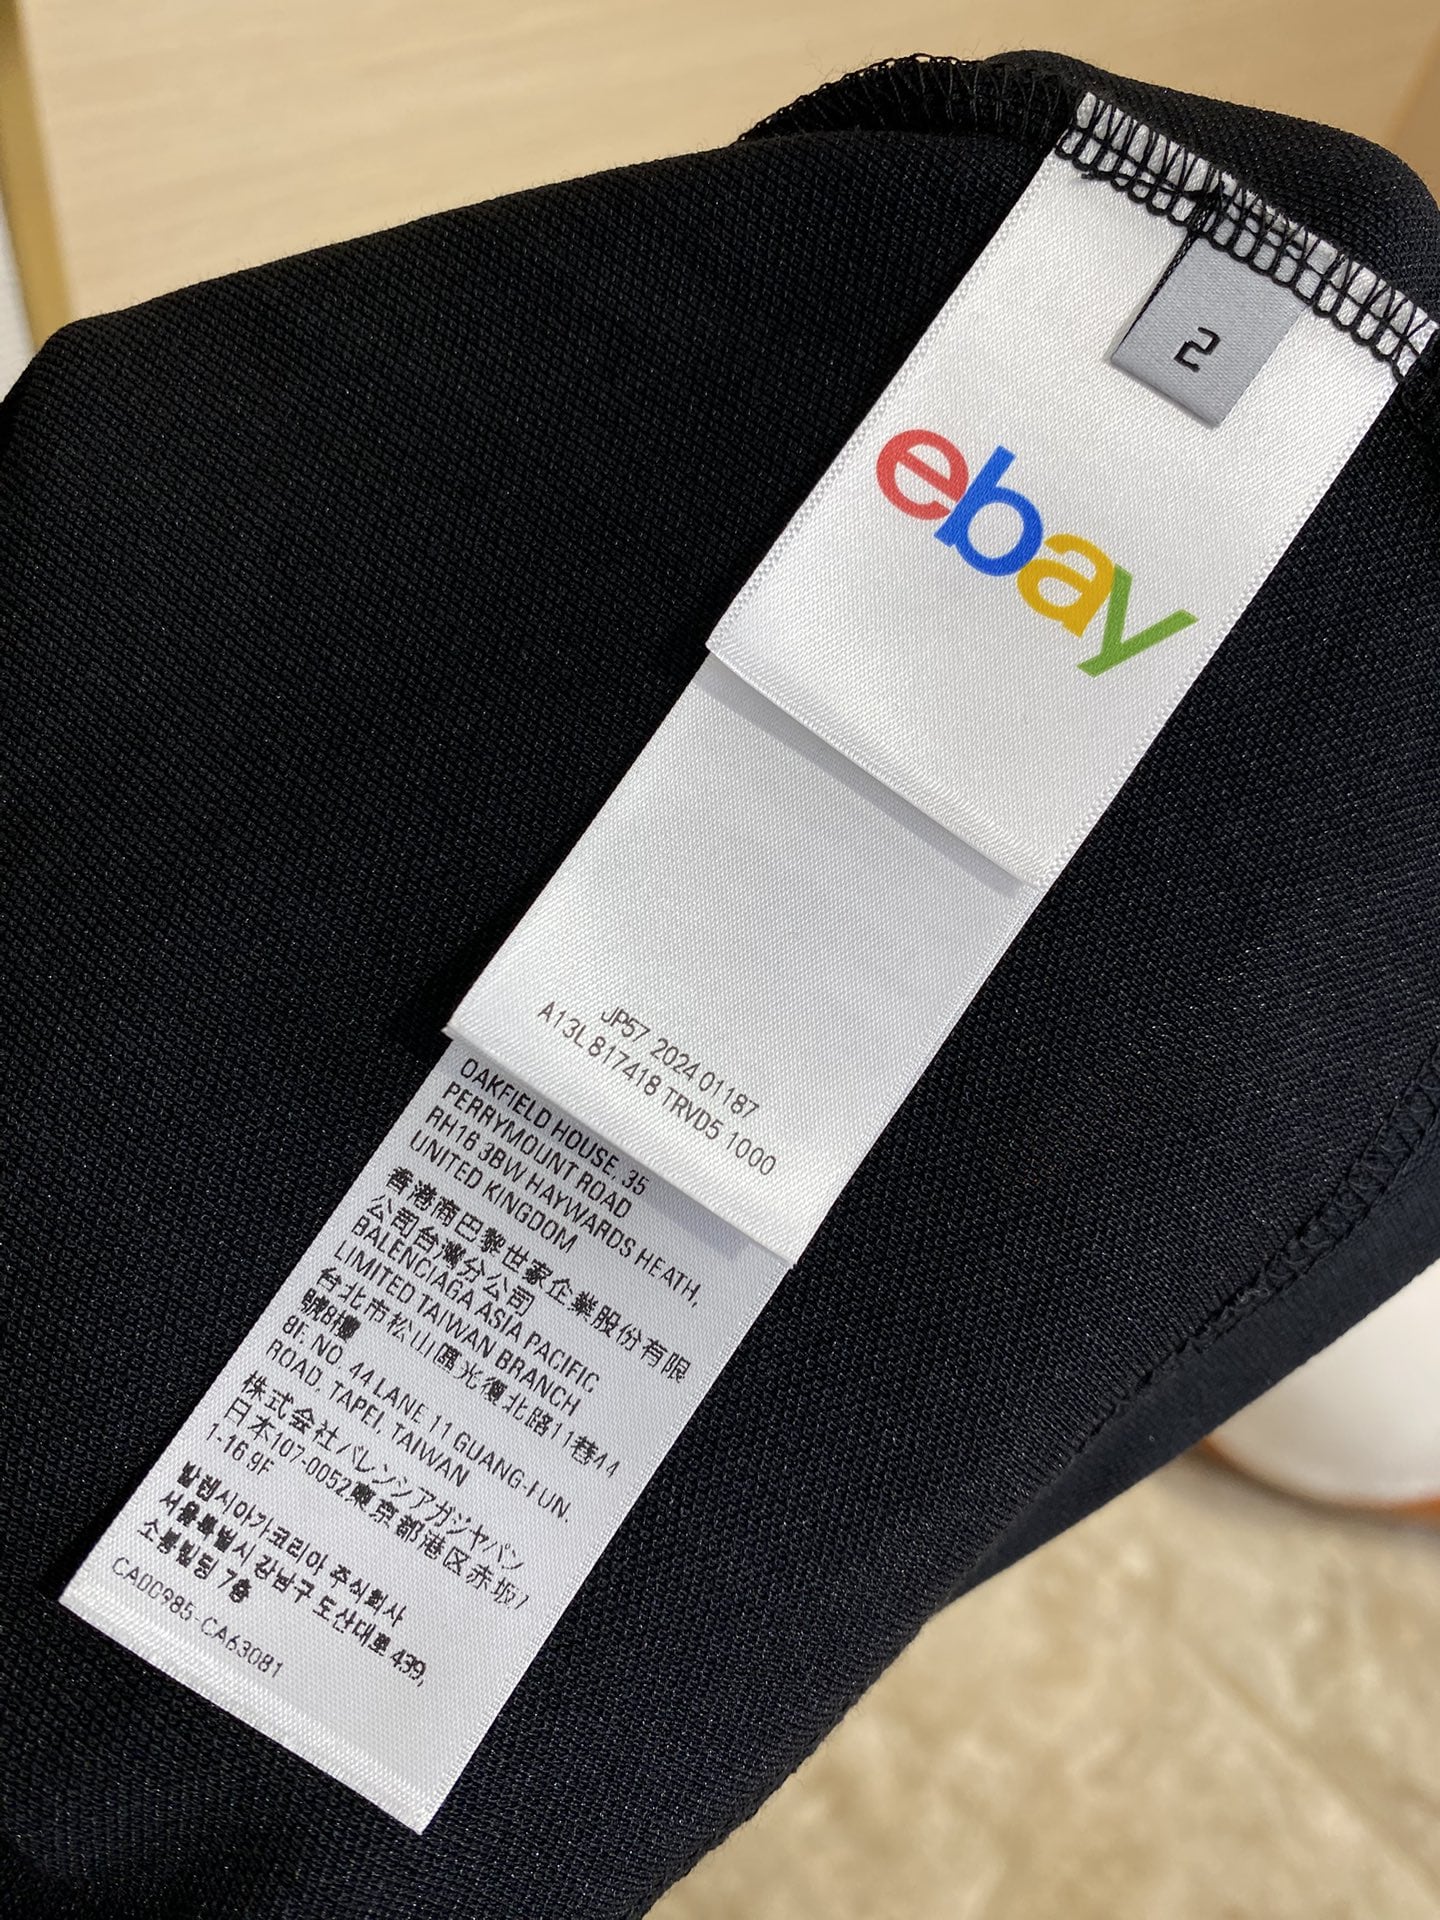 2
ebay
JP57 2024 01187
A13L817418 TRVD5 1000
OAKFIELD HOUSE, 35
PERRYMOUNT ROAD
RH16 3BW HAYWARDS HEATH,
UNITED KINGDOM
香港商巴黎世家企業股份有限
公司台灣分公司
BALENCIAGA ASIA PACIFIC
LIMITED TAIWAN BRANCH
台北市松山區光復北路11巷44
號8樓
8F. NO. 44 LANE 11 GUANG-FUN.
ROAD, TAPEI, TAIWAN
株式会社バレンシアガジャパン
日本107-0052東京都港区赤坂7
1-16 9F
발렌시아가코리아 주식회사
서울특별시 강남구 도산대로 439,
소봉빌딩 7층
CA00985-CA63081